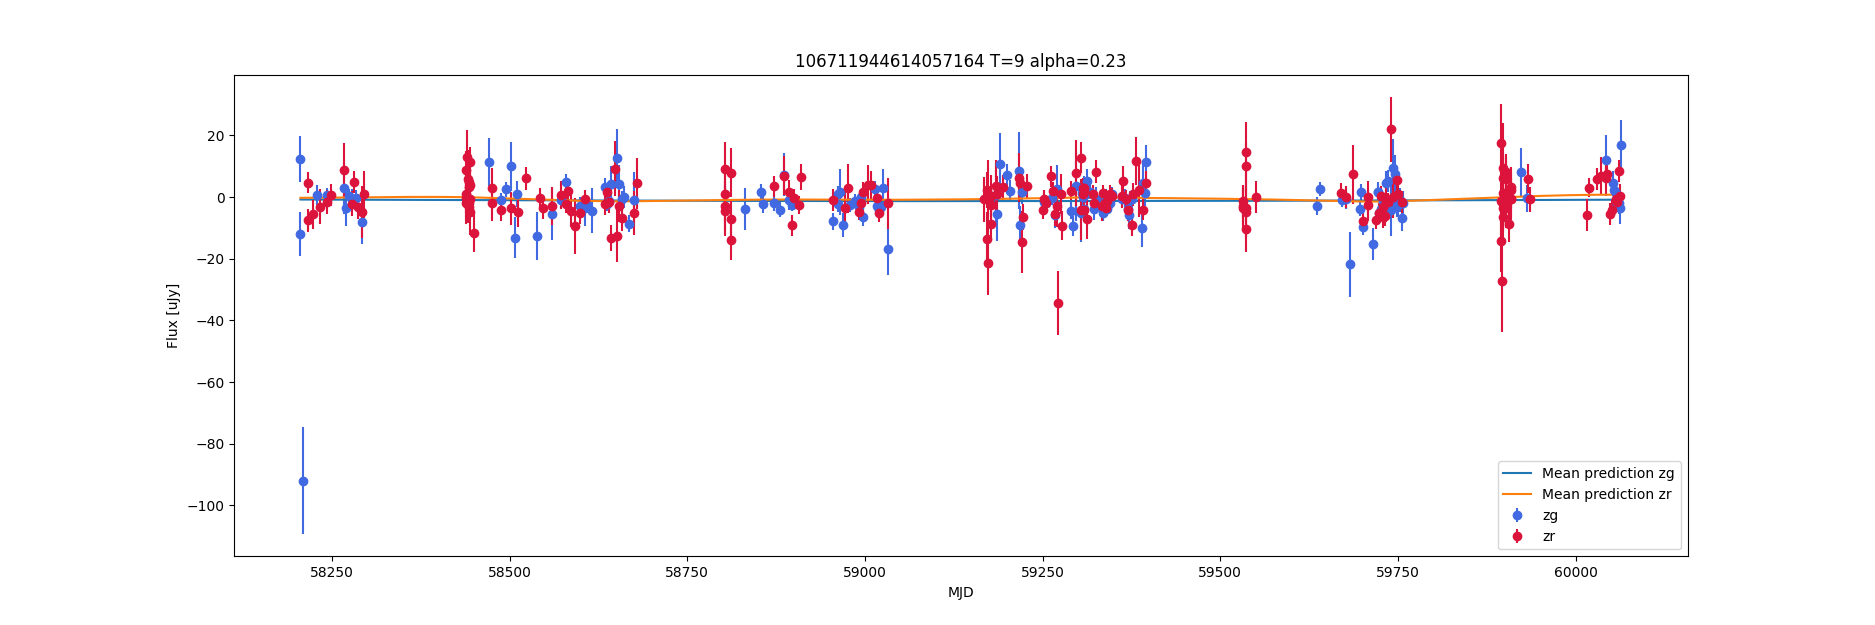 106711944614057164 T=9 alpha=0.23
Flux [uJy]
20
0
−20
−40
−60
−80
−100
58250
58500
58750
59000
59250
59500
59750
60000
MJD
Mean prediction zg
Mean prediction zr
zg
zr